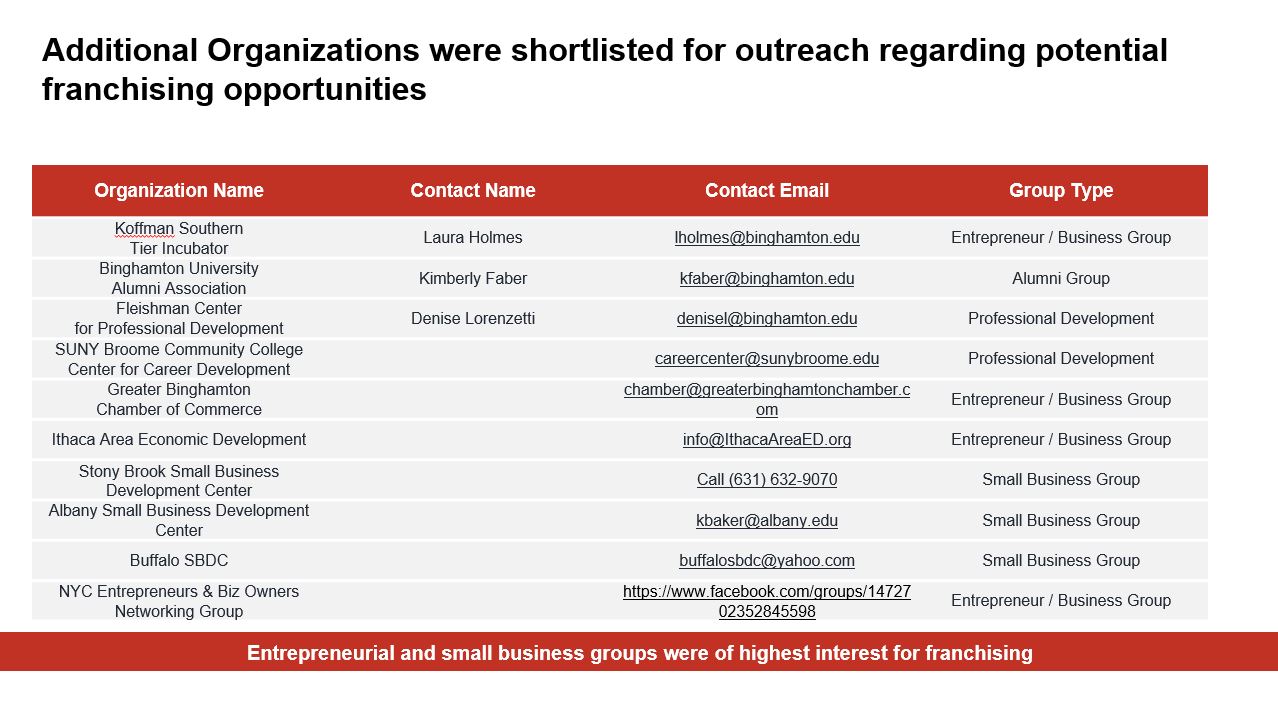 Additional Organizations were shortlisted for outreach regarding potential
franchising opportunities
Organization Name Contact Name Contact Email Group Type
Koffman Southern
Tier Incubator
Laura Holmes
lholmes@binghamton.edu
Entrepreneur / Business Group
Binghamton University
Alumni Association
Kimberly Faber
kfaber@binghamton.edu
Alumni Group
Fleishman Center
for Professional Development
Denise Lorenzetti
denisel@binghamton.edu
Professional Development
SUNY Broome Community College
Center for Career Development
careercenter@sunybroome.edu
Professional Development
Greater Binghamton
Chamber of Commerce
chamber@greaterbinghamtonchamber.c
om
Entrepreneur / Business Group
Ithaca Area Economic Development
info@IthacaAreaED.org
Entrepreneur / Business Group
Stony Brook Small Business
Development Center
Call (631) 632-9070
Small Business Group
Albany Small Business Development
Center
kbaker@albany.edu
Small Business Group
Buffalo SBDC
buffalosbdc@yahoo.com
Small Business Group
NYC Entrepreneurs & Biz Owners
Networking Group
https://www.facebook.com/groups/14727
02352845598
Entrepreneur / Business Group
Entrepreneurial and small business groups were of highest interest for franchising